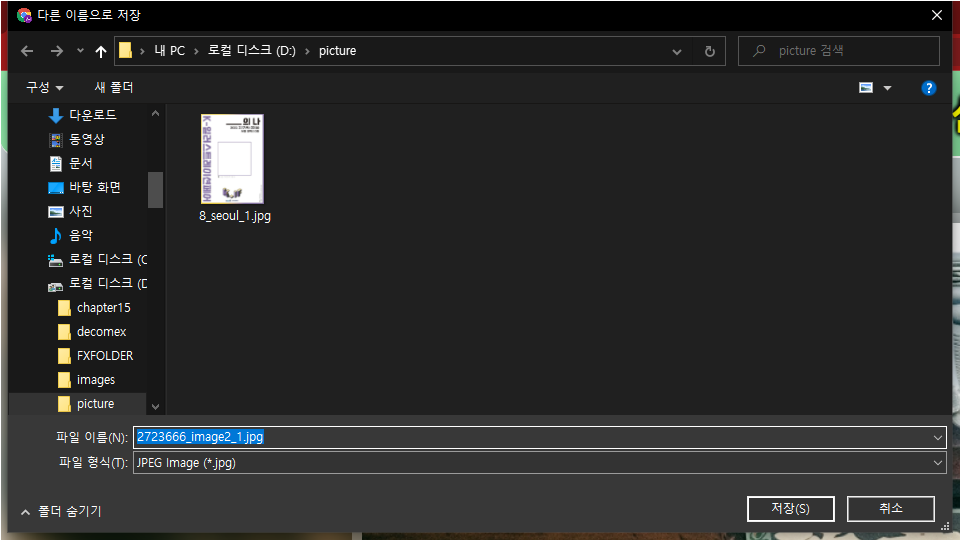 다른 이름으로 저장
내 PC > 로컬 디스크 (D:) > picture
picture 검색
구성
새 폴더
다운로드
동영상
문서
바탕 화면
사진
음악
로컬 디스크 (C
로컬 디스크 (D
chapter15
decomex
FXFOLDER
images
picture
의 나
8_seoul_1.jpg
파일 이름(N): 2723666_image2_1.jpg
파일 형식(T): JPEG Image (*.jpg)
폴더 숨기기
저장(S)
취소